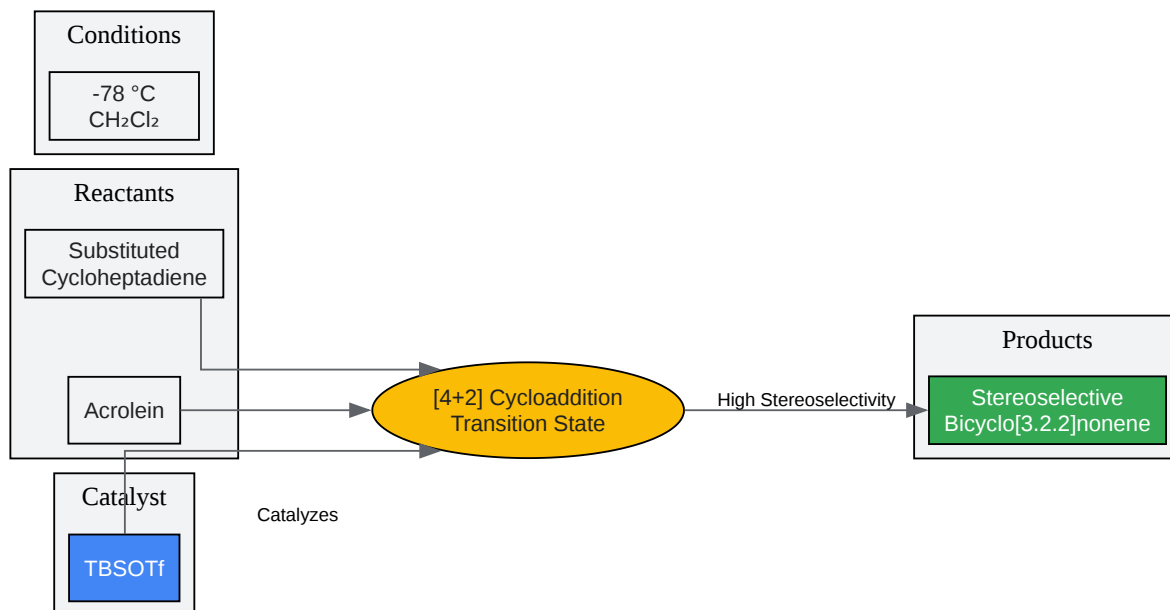 Conditions
-78 °C
CH₂Cl₂
Reactants
Substituted
Cycloheptadiene
Acrolein
[4+2] Cycloaddition
Transition State
High Stereoselectivity
Products
Stereoselective
Bicyclo[3.2.2]nonene
Catalyst
Catalyzes
TBSOTf